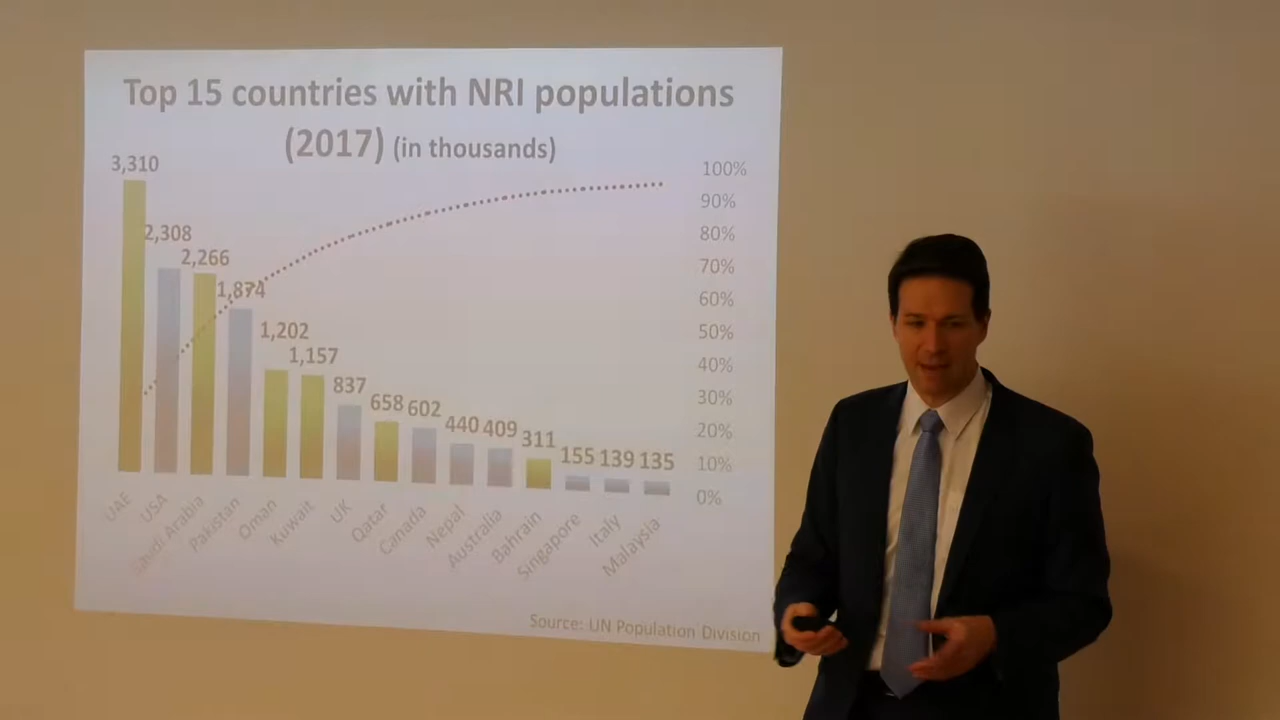 Top 15 countries with NRI populations
(2017) (in thousands)
3,310
2,308
2,266
1,874
1,202
1,157
837
658
602
440
409
311
155
139
135
100%
90%
80%
70%
60%
50%
40%
30%
20%
10%
0%
UAE
USA
Saudi Arabia
Pakistan
Oman
Kuwait
UK
Qatar
Canada
Nepal
Australia
Bahrain
Singapore
Italy
Malaysia
Source: UN Population Division